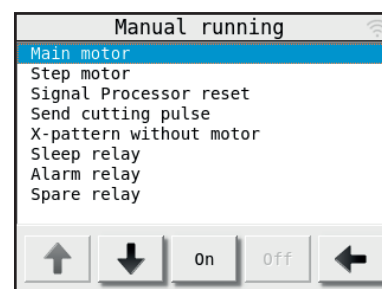 Manual running
Main motor
Step motor
Signal Processor reset
Send cutting pulse
X-pattern without motor
Sleep relay
Alarm relay
Spare relay
On Off